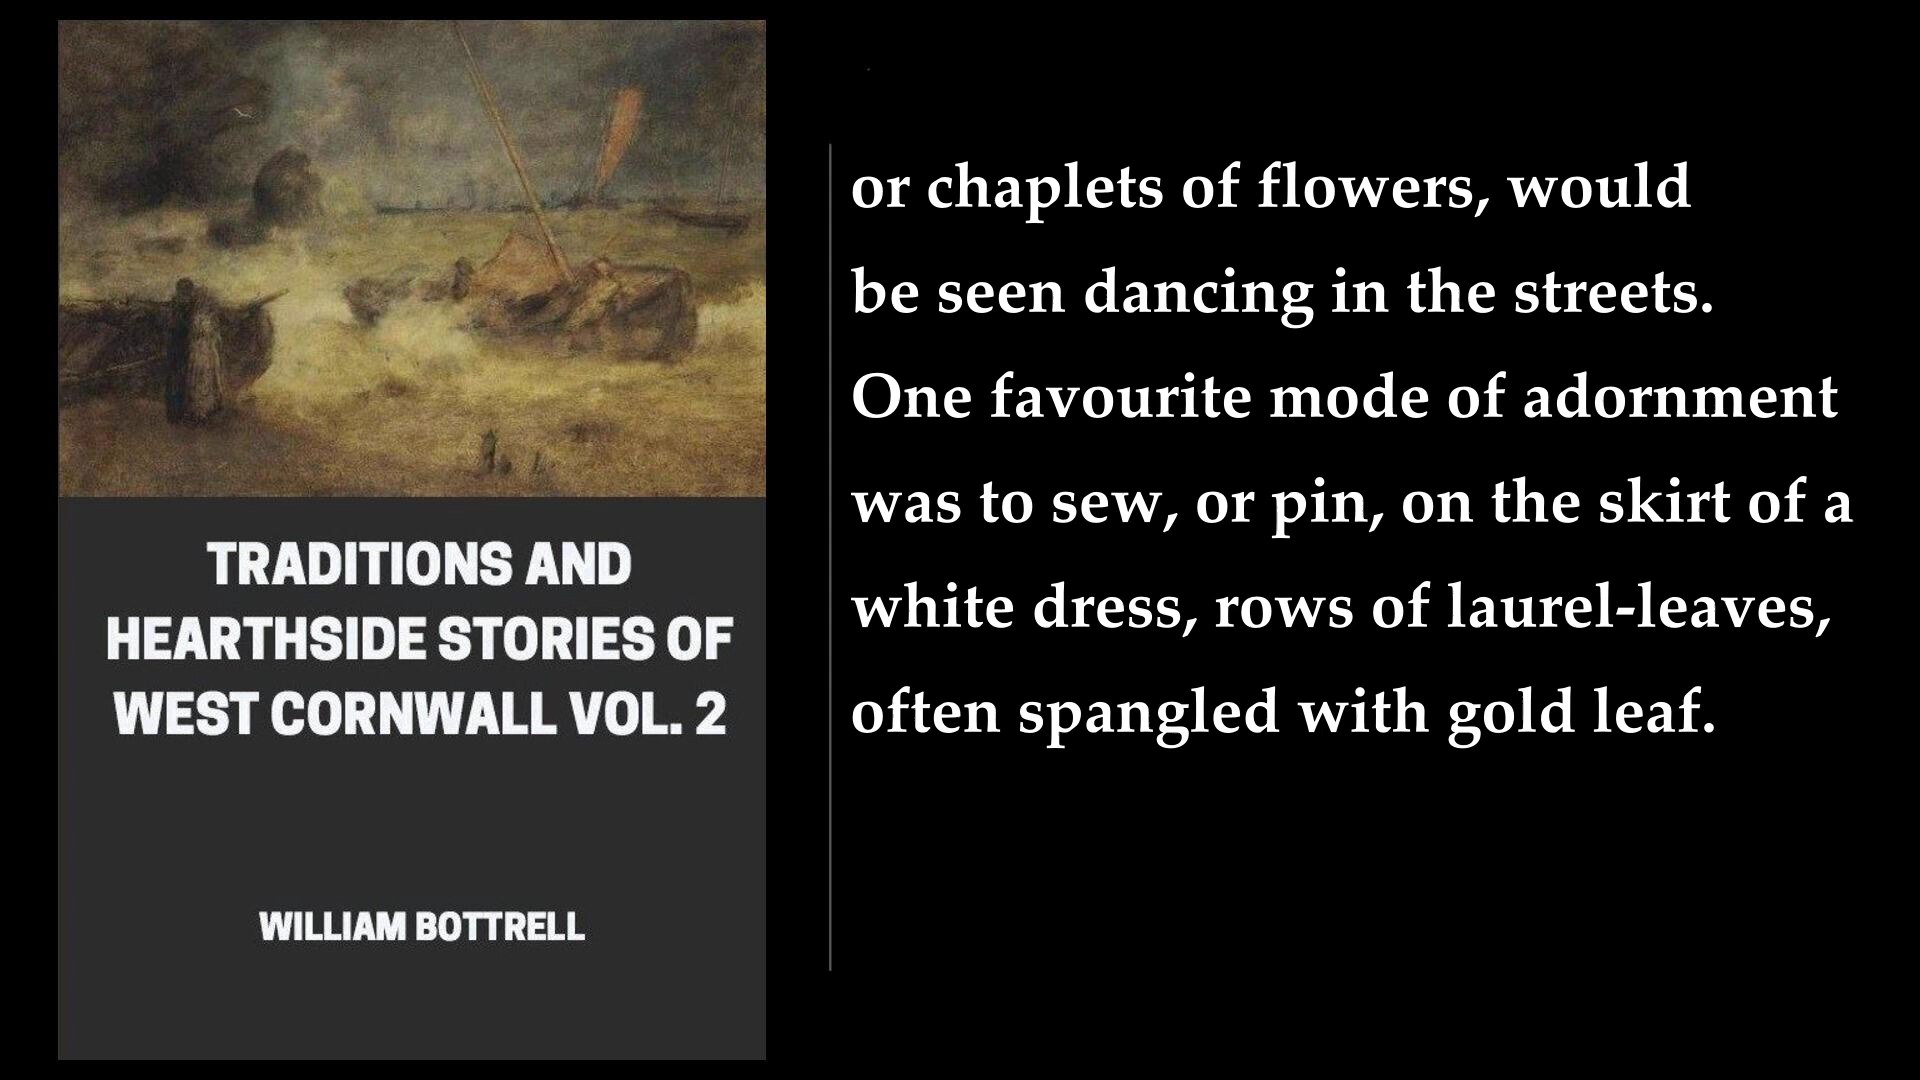 TRADITIONS AND
HEARTHSIDE STORIES OF
WEST CORNWALL VOL. 2
WILLIAM BOTTRELL
or chaplets of flowers, would
be seen dancing in the streets.
One favourite mode of adornment
was to sew, or pin, on the skirt of a
white dress, rows of laurel-leaves,
often spangled with gold leaf.